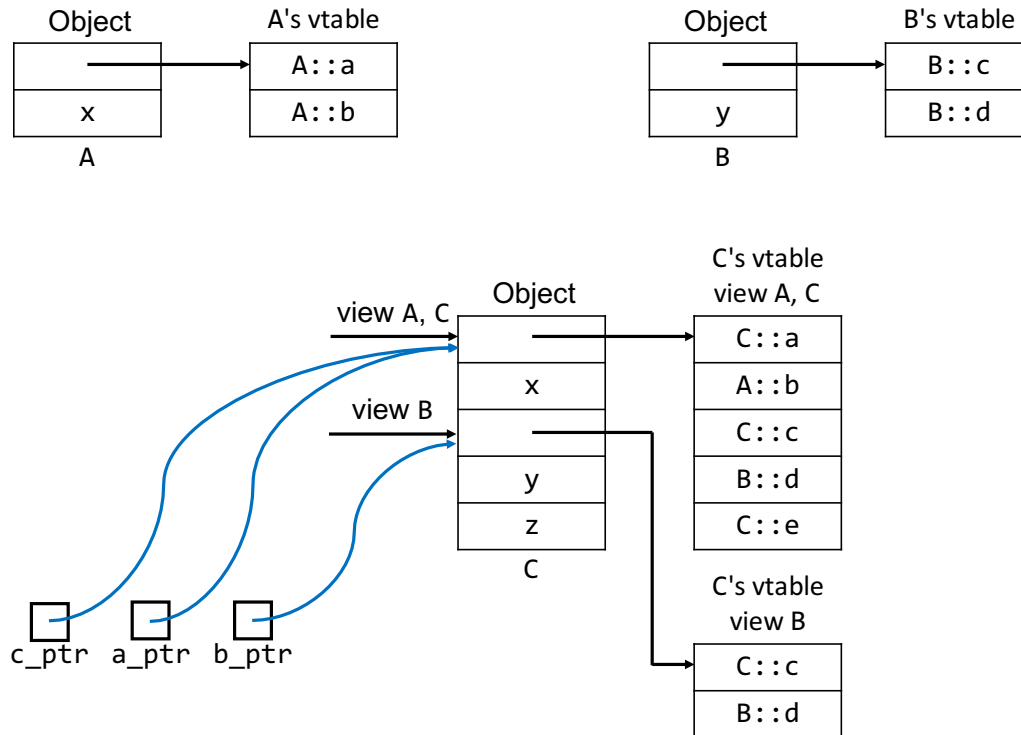 Object
A's vtable
A::a
x
A::b
A
Object
B's vtable
B::c
y
B::d
B
view A, C
view B
Object
x
y
z
C
C's vtable
view A, C
C::a
A::b
C::c
B::d
C::e
C's vtable
view B
C::c
B::d
c_ptr
a_ptr
b_ptr